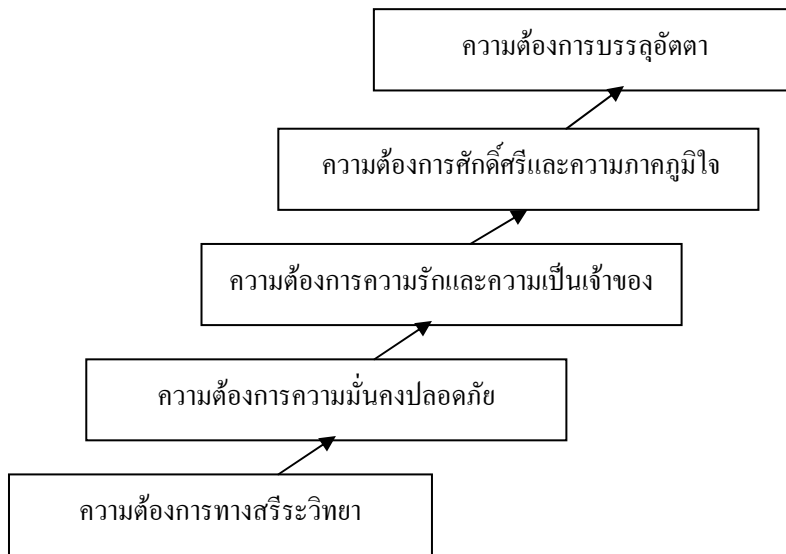 ความต้องการบรรลุอัตตา
ความต้องการศักดิ์ศรีและความภาคภูมิใจ
ความต้องการความรักและความเป็นเจ้าของ
ความต้องการความมั่นคงปลอดภัย
ความต้องการทางสรีระวิทยา